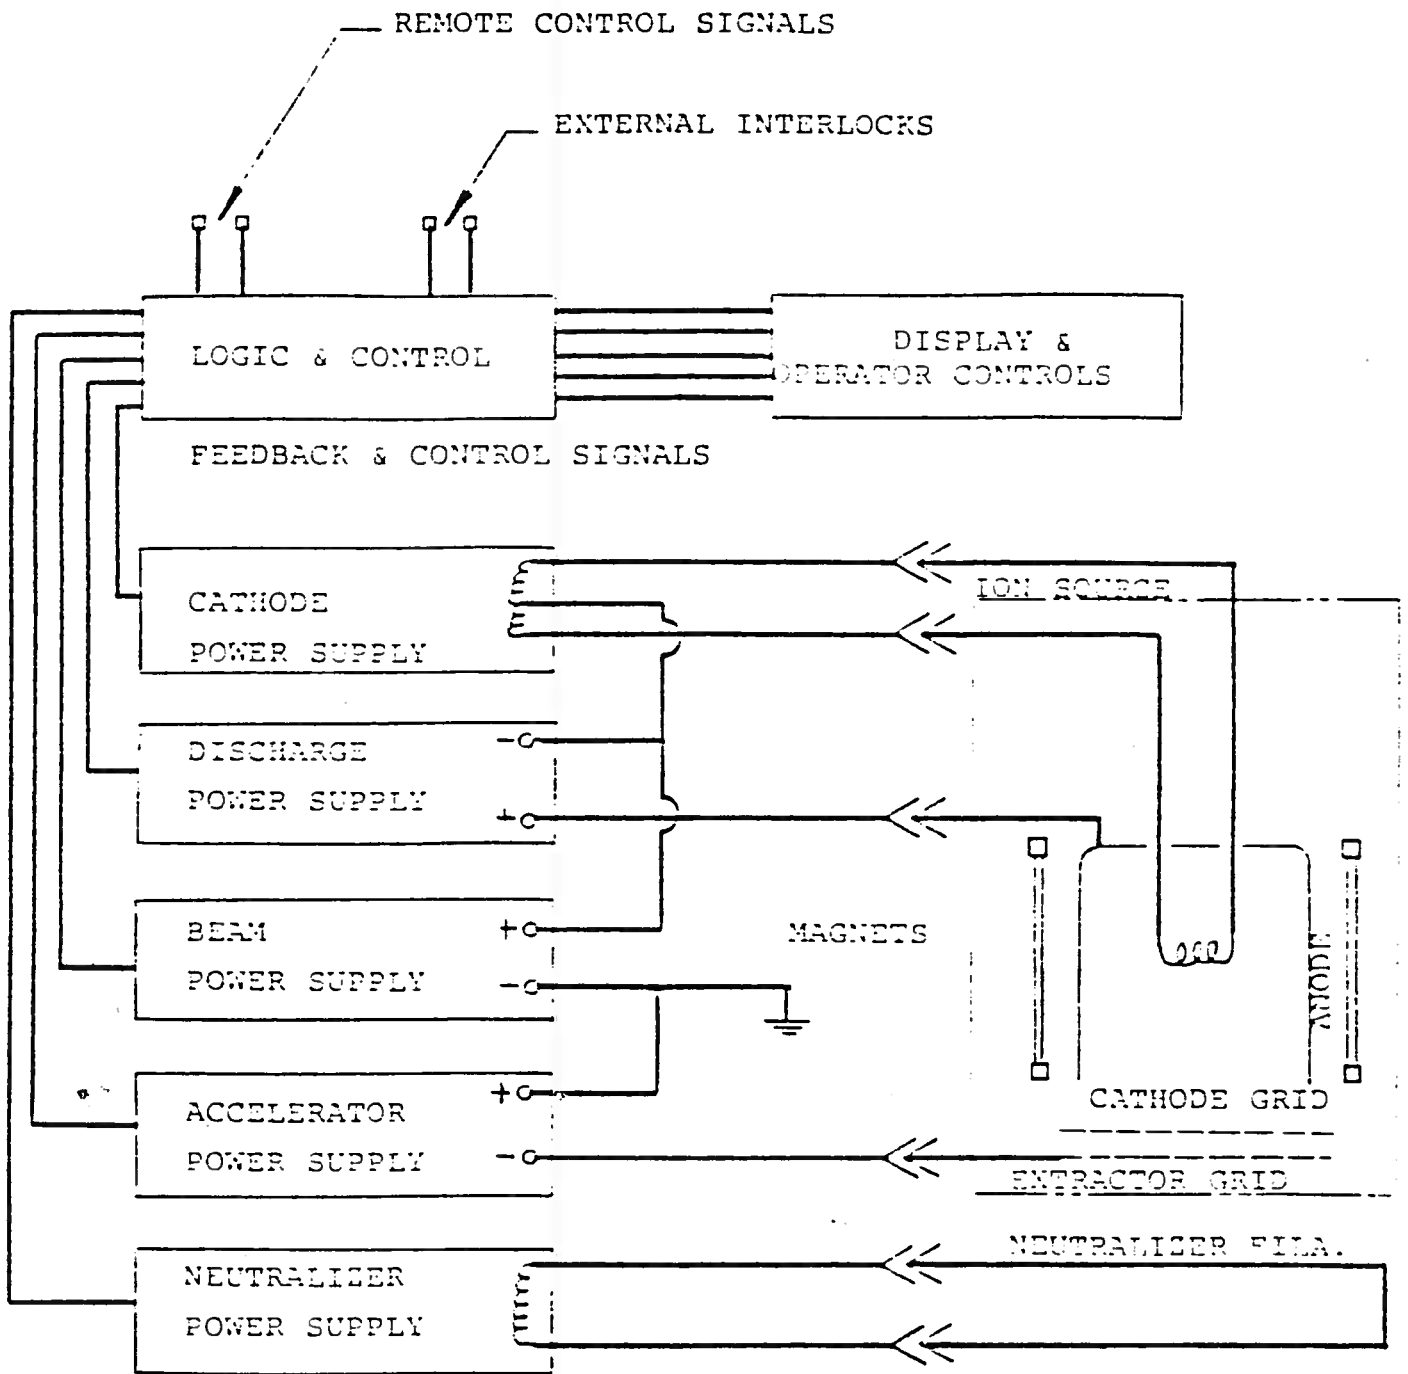 REMOTE CONTROL SIGNALS
EXTERNAL INTERLOCKS
LOGIC & CONTROL
DISPLAY &
OPERATOR CONTROLS
FEEDBACK & CONTROL SIGNALS
ION SOURCE
CATHODE
POWER SUPPLY
-
DISCHARGE
POWER SUPPLY
+
+
BEAM
MAGNETS
ANODE
POWER SUPPLY
-
+
ACCELERATOR
CATHODE GRID
POWER SUPPLY
-
EXTRACTOR GRID
NEUTRALIZER FILA.
NEUTRALIZER
POWER SUPPLY